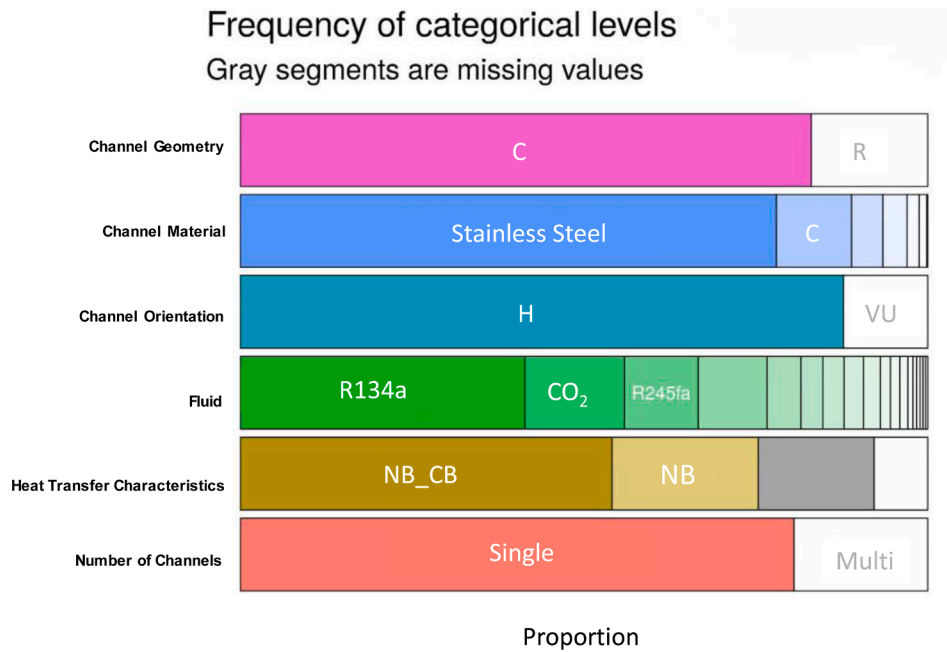 Frequency of categorical levels
Gray segments are missing values
Channel Geometry
C
R
Channel Material
Stainless Steel
C
Channel Orientation
H
VU
Fluid
R134a
CO₂
R245fa
Heat Transfer Characteristics
NB_CB
NB
Number of Channels
Single
Multi
Proportion